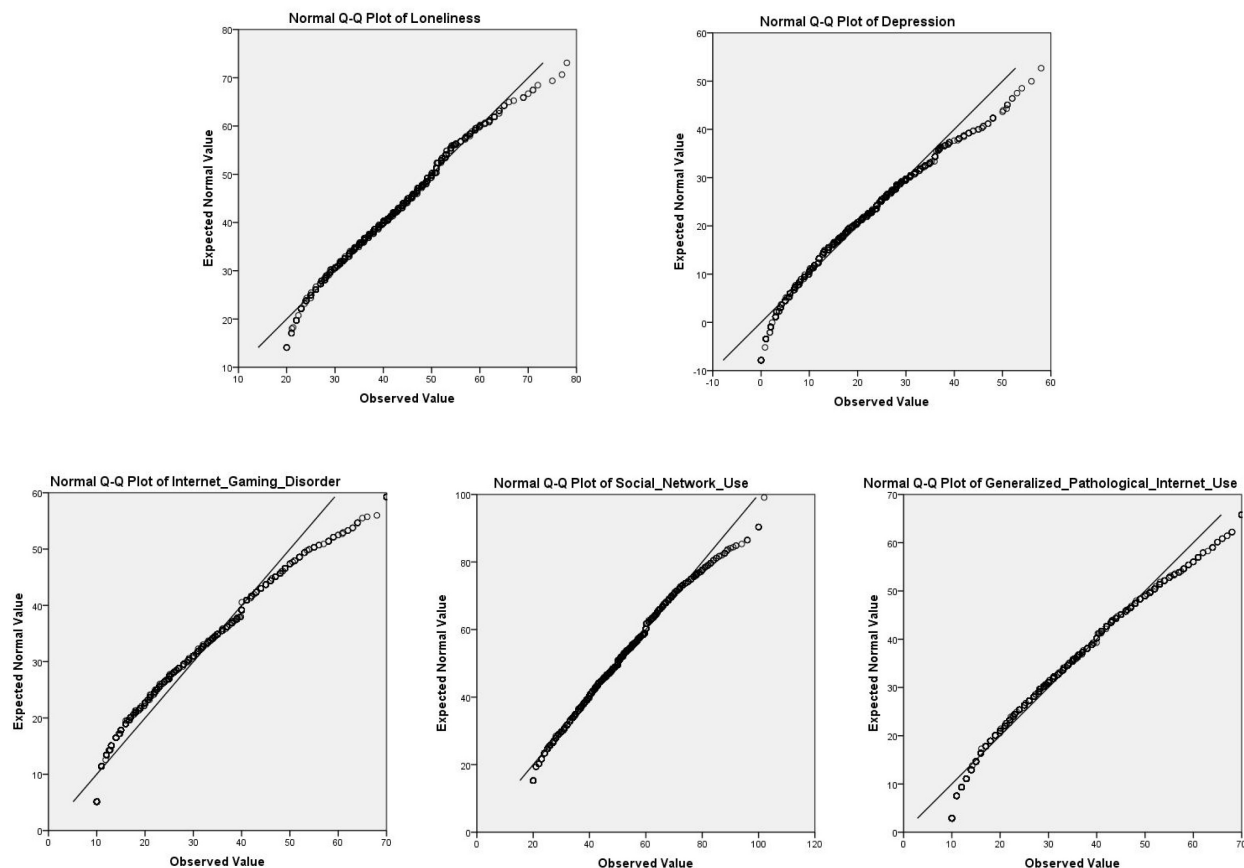 Normal Q-Q Plot of Loneliness
80
70
60
50
40
30
20
10
Expected Normal Value
10 20 30 40 50 60 70 80
Observed Value
Normal Q-Q Plot of Depression
60
50
40
30
20
10
0
-10
Expected Normal Value
-10 0 10 20 30 40 50 60
Observed Value
Normal Q-Q Plot of Internet_Gaming_Disorder
60
50
40
30
20
10
0
Expected Normal Value
0 10 20 30 40 50 60 70
Observed Value
Normal Q-Q Plot of Social_Network_Use
100
80
60
40
20
0
Expected Normal Value
0 20 40 60 80 100 120
Observed Value
Normal Q-Q Plot of Generalized_Pathological_Internet_Use
70
60
50
40
30
20
10
0
Expected Normal Value
0 10 20 30 40 50 60 70
Observed Value